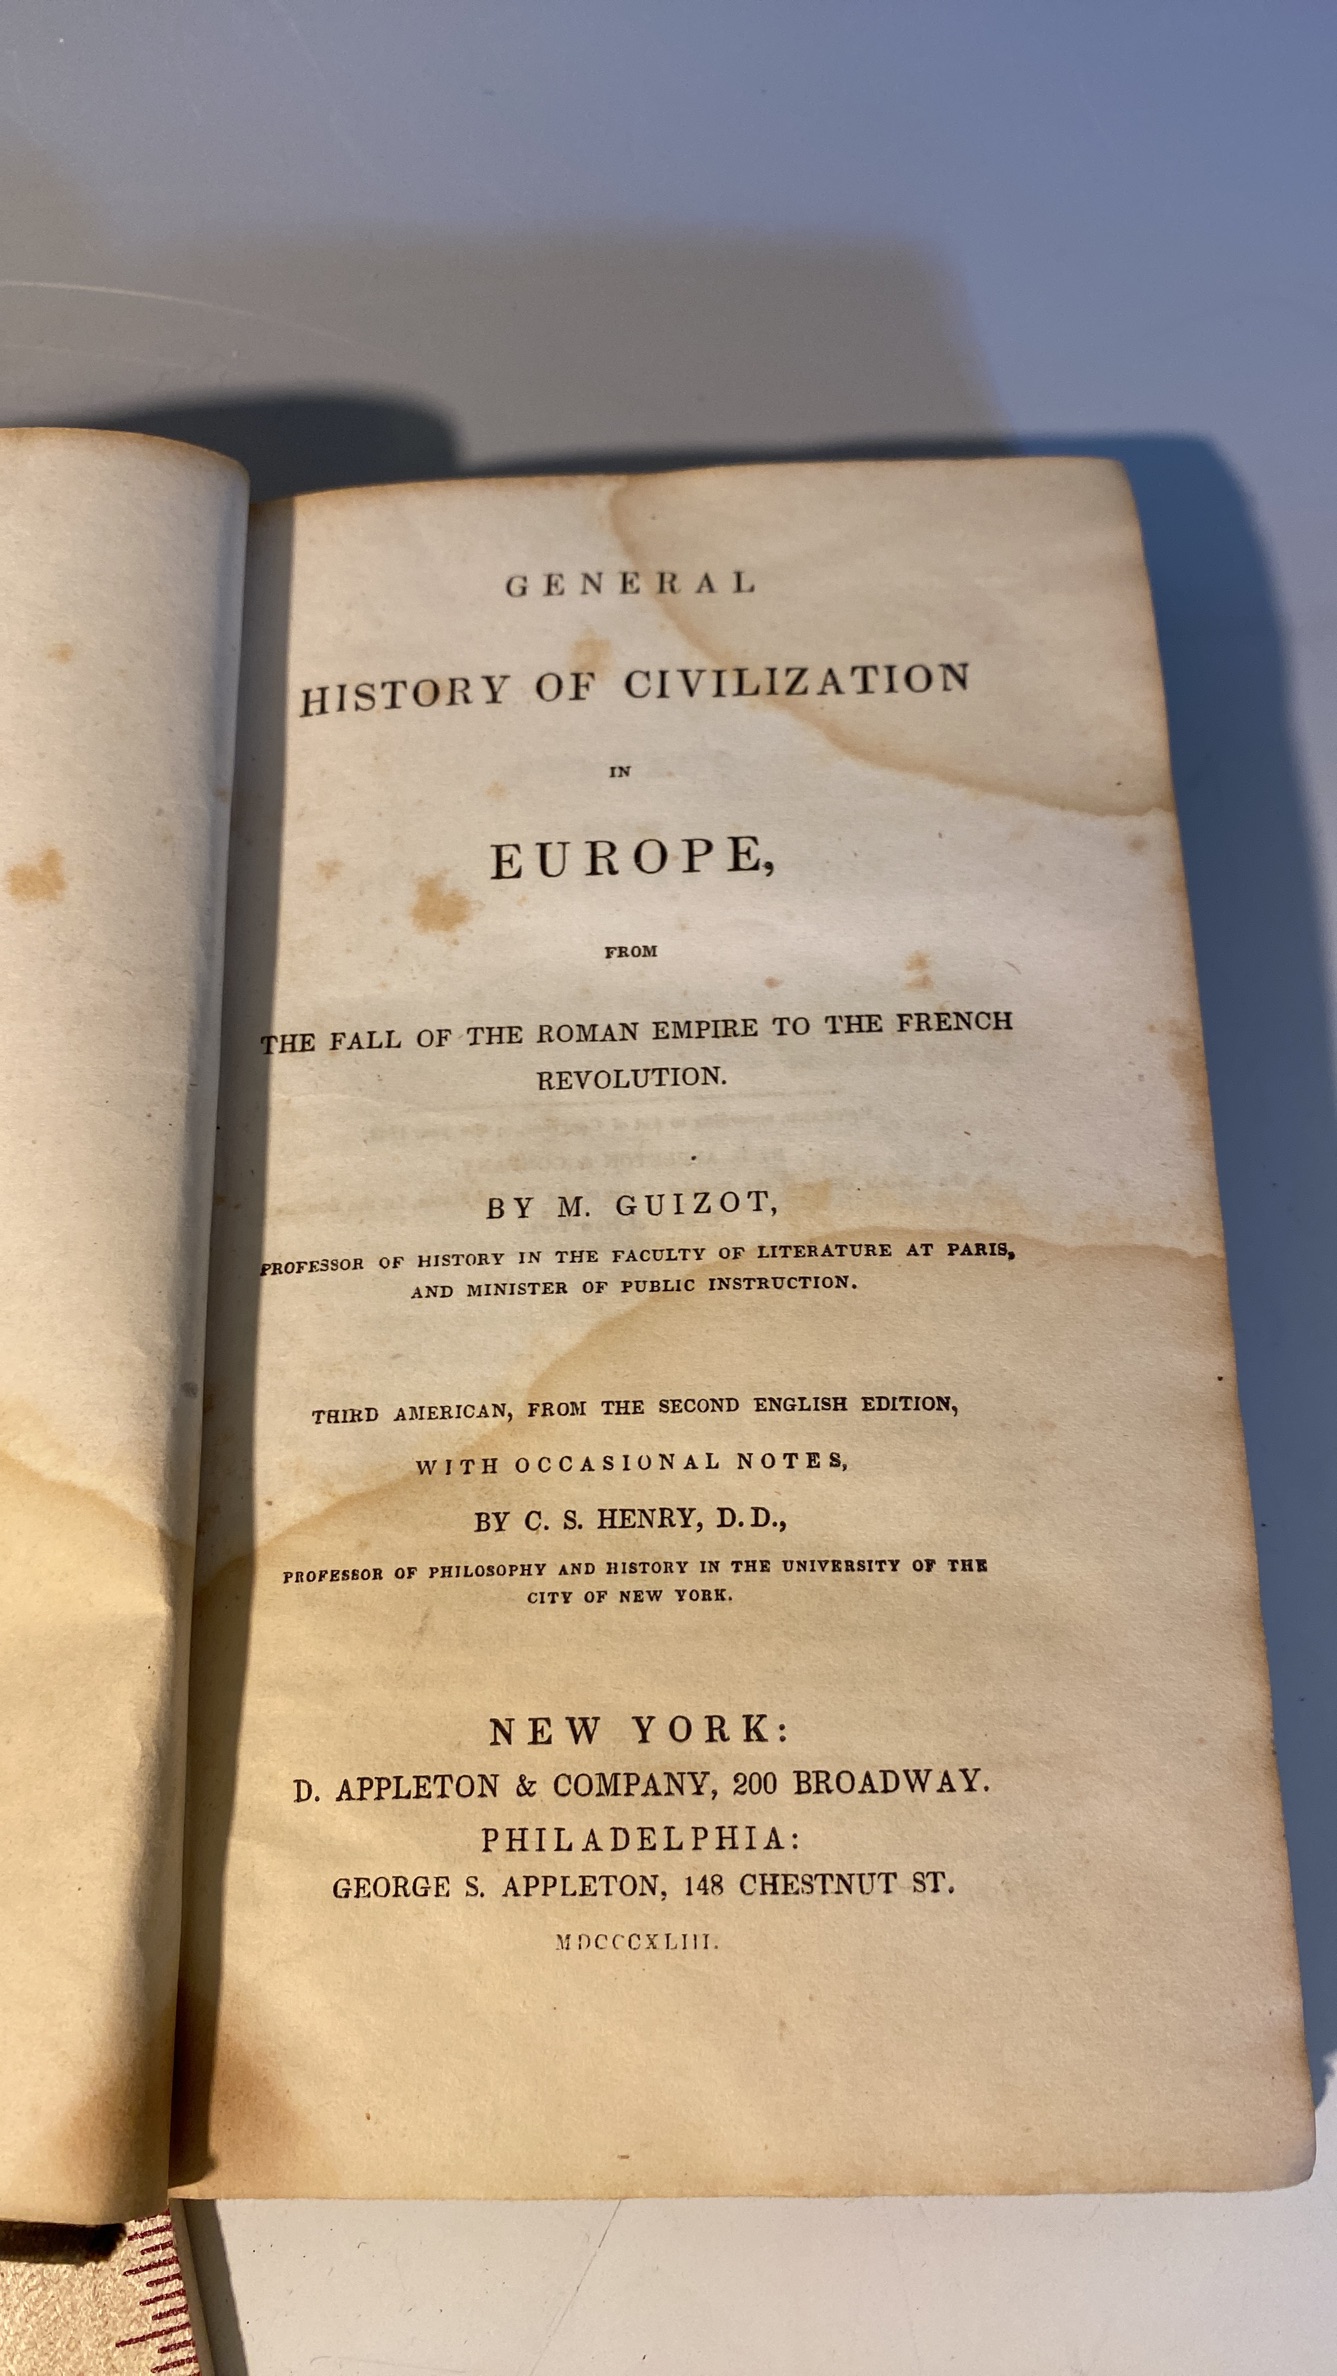 GENERAL
HISTORY OF CIVILIZATION
IN
EUROPE,
FROM
THE FALL OF THE ROMAN EMPIRE TO THE FRENCH
REVOLUTION.
BY M. GUIZOT,
PROFESSOR OF HISTORY IN THE FACULTY OF LITERATURE AT PARIS,
AND MINISTER OF PUBLIC INSTRUCTION.
THIRD AMERICAN, FROM THE SECOND ENGLISH EDITION,
WITH OCCASIONAL NOTES,
BY C. S. HENRY, D. D.,
PROFESSOR OF PHILOSOPHY AND HISTORY IN THE UNIVERSITY OF THE
CITY OF NEW YORK.
NEW YORK:
D. APPLETON & COMPANY, 200 BROADWAY.
PHILADELPHIA:
GEORGE S. APPLETON, 148 CHESTNUT ST.
MDCCCXLIII.